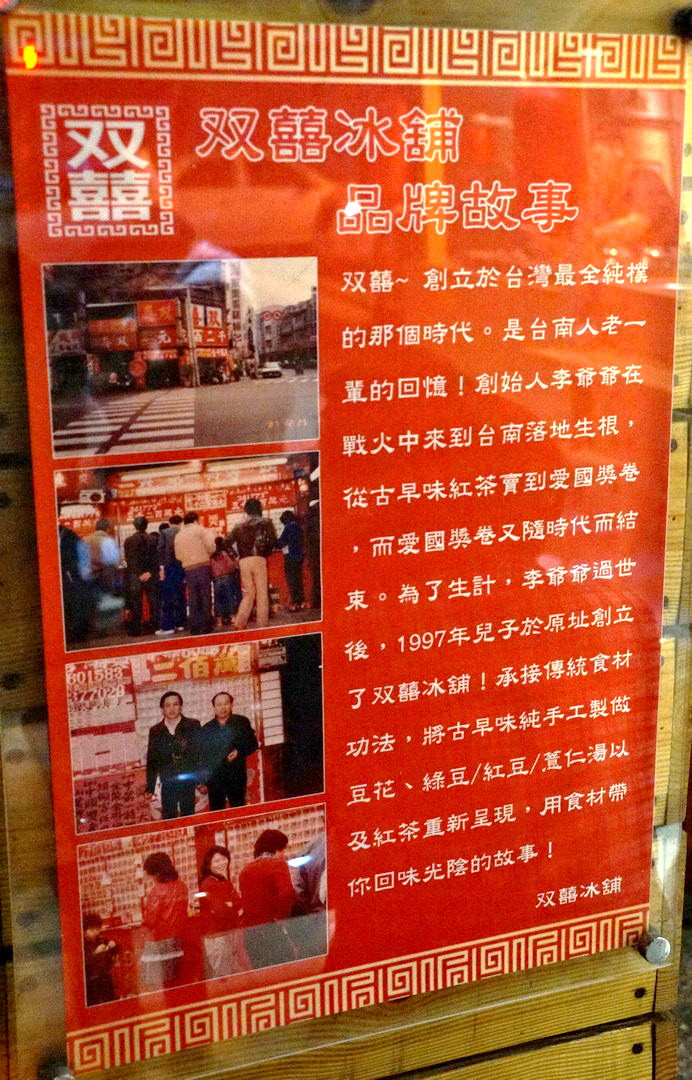 双囍
双囍冰舖
品牌故事
双囍~ 創立於台灣最全純樸
的那個時代。是台南人老一
輩的回憶！創始人李爺爺在
戰火中來到台南落地生根，
從古早味紅茶賣到愛國獎卷
，而愛國獎卷又隨時代而結
束。為了生計，李爺爺過世
後，1997年兒子於原址創立
了双囍冰舖！承接傳統食材
功法，將古早味純手工製做
豆花、綠豆/紅豆/薏仁湯以
及紅茶重新呈現，用食材帶
你回味光陰的故事！
双囍冰舖
二佰萬
801583
377028